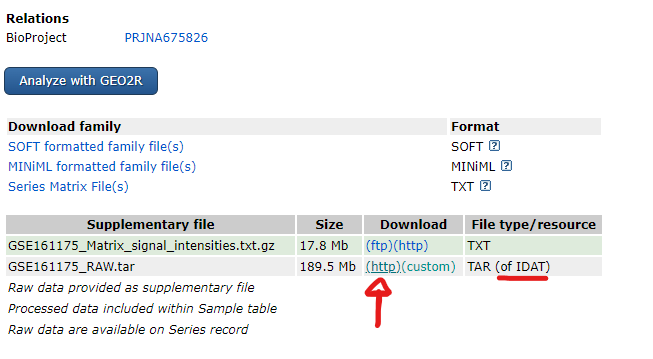 Relations
BioProject PRJNA675826
Analyze with GEO2R
Download family Format
SOFT formatted family file(s) SOFT ?
MINiML formatted family file(s) MINiML ?
Series Matrix File(s) TXT ?
Supplementary file Size Download File type/resource
GSE161175_Matrix_signal_intensities.txt.gz 17.8 Mb (ftp)(http) TXT
GSE161175_RAW.tar 189.5 Mb (http)(custom) TAR (of IDAT)
Raw data provided as supplementary file
Processed data included within Sample table
Raw data are available on Series record